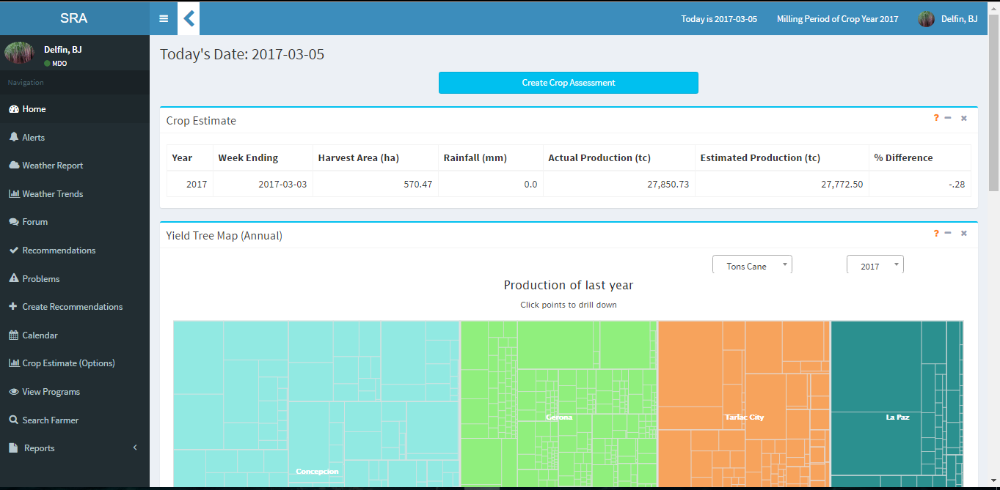 SRA
Today is 2017-03-05 Milling Period of Crop Year 2017 Delfin, BJ
Delfin, BJ
MDO
Navigation
Home
Alerts
Weather Report
Weather Trends
Forum
Recommendations
Problems
Create Recommendations
Calendar
Crop Estimate (Options)
View Programs
Search Farmer
Reports
Today's Date: 2017-03-05
Create Crop Assessment
Crop Estimate
?
Year Week Ending Harvest Area (ha) Rainfall (mm) Actual Production (tc) Estimated Production (tc) % Difference
2017 2017-03-03 570.47 0.0 27,850.73 27,772.50 -.28
Yield Tree Map (Annual)
?
Tons Cane 2017
Production of last year
Click points to drill down
Gerona Tarlac City La Paz
Concepcion